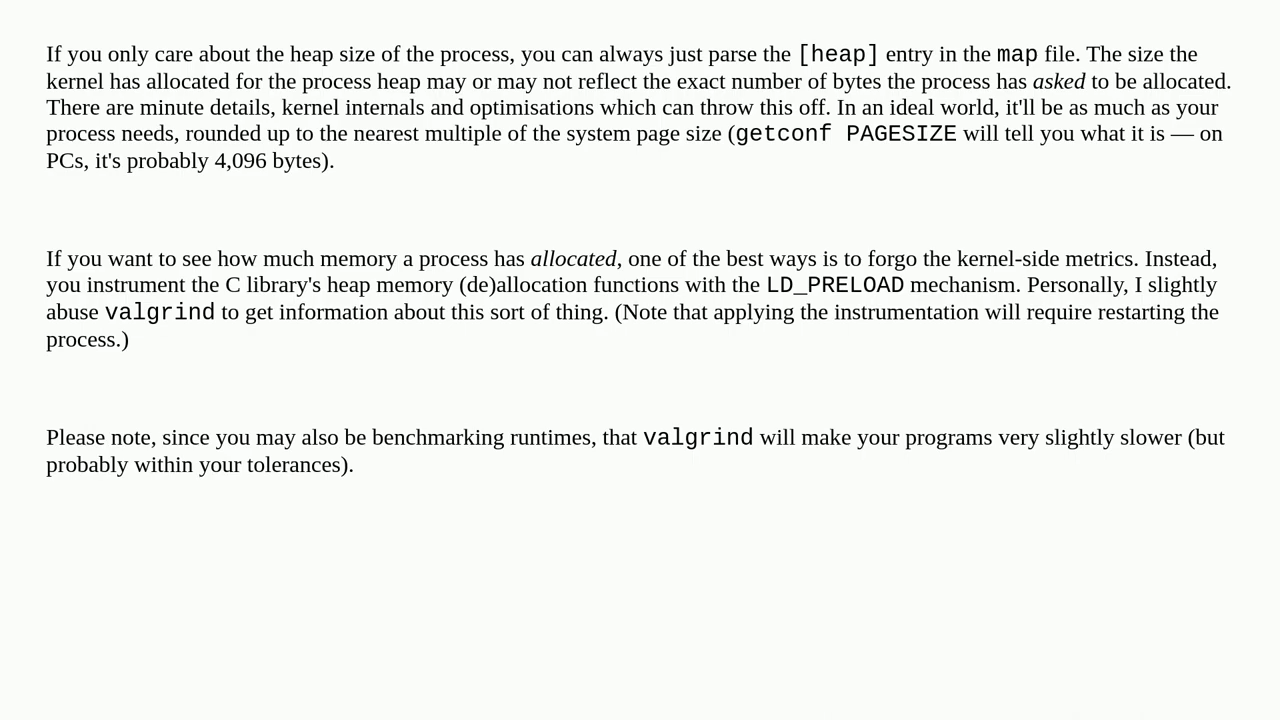 If you only care about the heap size of the process, you can always just parse the [heap] entry in the map file. The size the
kernel has allocated for the process heap may or may not reflect the exact number of bytes the process has asked to be allocated.
There are minute details, kernel internals and optimisations which can throw this off. In an ideal world, it'll be as much as your
process needs, rounded up to the nearest multiple of the system page size (getconf PAGESIZE will tell you what it is — on
PCs, it's probably 4,096 bytes).
If you want to see how much memory a process has allocated, one of the best ways is to forgo the kernel-side metrics. Instead,
you instrument the C library's heap memory (de)allocation functions with the LD_PRELOAD mechanism. Personally, I slightly
abuse valgrind to get information about this sort of thing. (Note that applying the instrumentation will require restarting the
process.)
Please note, since you may also be benchmarking runtimes, that valgrind will make your programs very slightly slower (but
probably within your tolerances).